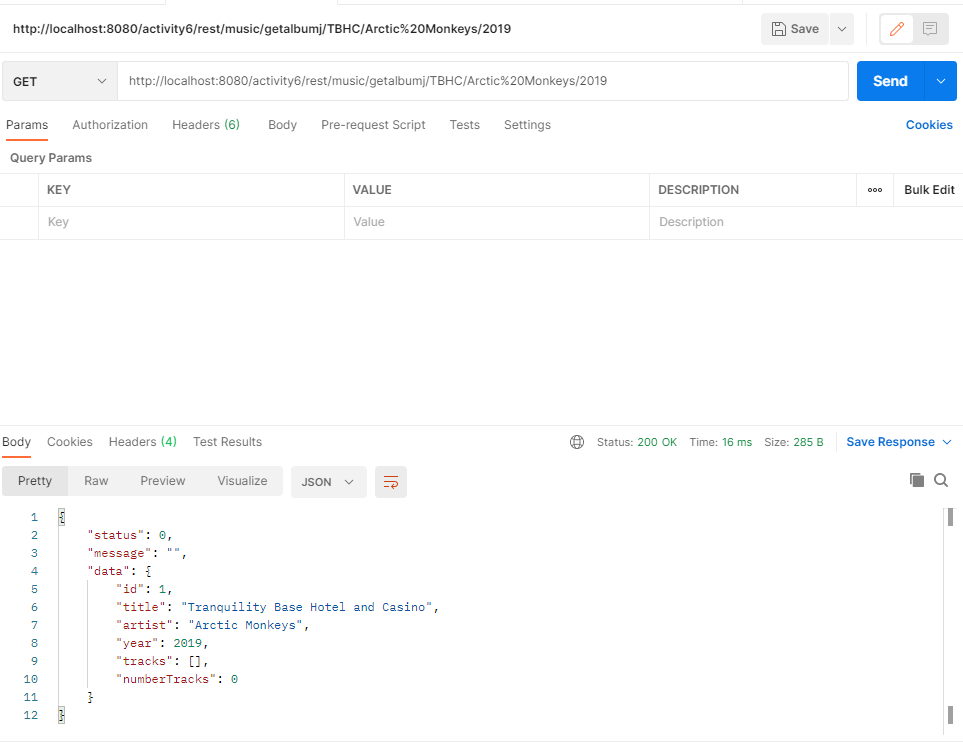 http://localhost:8080/activity6/rest/music/getalbumj/TBHC/Arctic%20Monkeys/2019 Save
GET http://localhost:8080/activity6/rest/music/getalbumj/TBHC/Arctic%20Monkeys/2019 Send
Params Authorization Headers (6) Body Pre-request Script Tests Settings Cookies
Query Params
KEY VALUE DESCRIPTION ooo Bulk Edit
Key Value Description
Body Cookies Headers (4) Test Results Status: 200 OK Time: 16 ms Size: 285 B Save Response
Pretty Raw Preview Visualize JSON
1 {
2 "status": 0,
3 "message": "",
4 "data": {
5 "id": 1,
6 "title": "Tranquility Base Hotel and Casino",
7 "artist": "Arctic Monkeys",
8 "year": 2019,
9 "tracks": [],
10 "numberTracks": 0
11 }
12 }